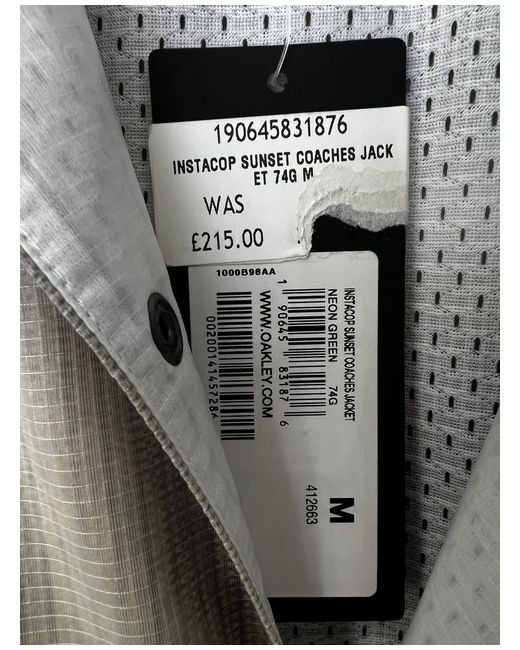 190645831876
INSTACOP SUNSET COACHES JACK
ET 74G M
WAS
£215.00
1000B98AA
INSTACOP SUNSET COACHES JACKET
NEON GREEN 74G
1 90645 83187 6
WWW.OAKLEY.COM
0020014145728
M
412663